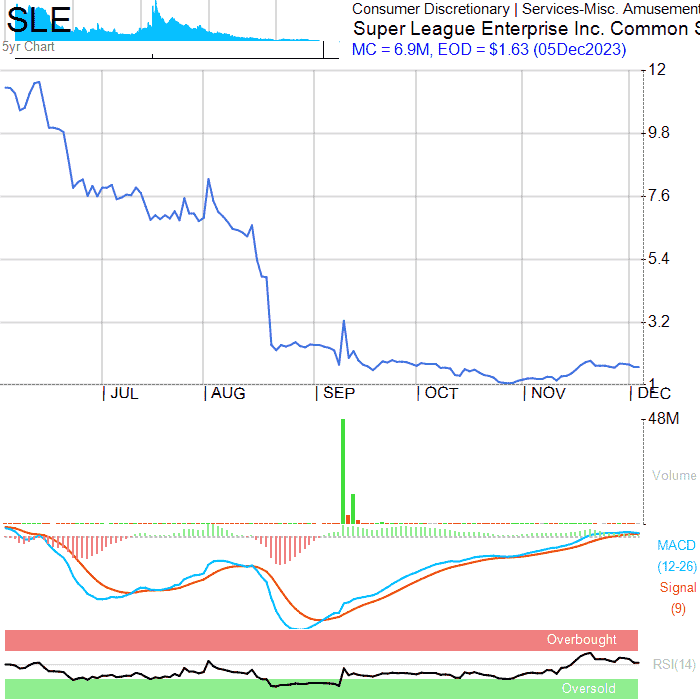 SLE
5yr Chart
Consumer Discretionary | Services-Misc. Amusement
Super League Enterprise Inc. Common S
MC = 6.9M, EOD = $1.63 (05Dec2023)
12
9.8
7.6
5.4
3.2
1
JUL AUG SEP OCT NOV DEC
48M
Volume
MACD
(12-26)
Signal
(9)
Overbought
RSI(14)
Oversold